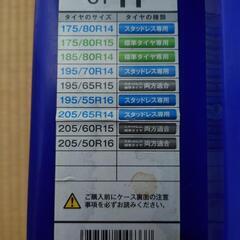 タイヤのサイズ タイヤの種類
175/80R14 スタッドレス専用
175/80R15 標準タイヤ専用
185/80R14 標準タイヤ専用
195/70R14 スタッドレス専用
195/65R15 両方適合
195/55R16 スタッドレス専用
205/65R14 スタッドレス専用
205/60R15 両方適合
205/50R16 両方適合
ご購入前にケース裏面の注意
事項を必ずお読みください。